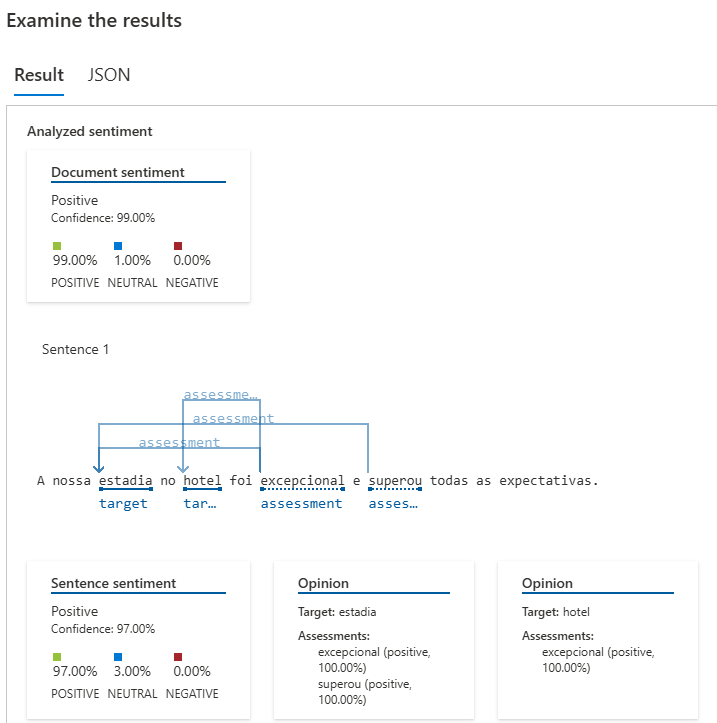 Examine the results
Result JSON
Analyzed sentiment
Document sentiment
Positive
Confidence: 99.00%
99.00% 1.00% 0.00%
POSITIVE NEUTRAL NEGATIVE
Sentence 1
assessme...
assessment
assessment
A nossa estadia no hotel foi excepcional e superou todas as expectativas.
target tar... assessment asses...
Sentence sentiment
Positive
Confidence: 97.00%
97.00% 3.00% 0.00%
POSITIVE NEUTRAL NEGATIVE
Opinion
Target: estadia
Assessments:
excepcional (positive,
100.00%)
superou (positive,
100.00%)
Opinion
Target: hotel
Assessments:
excepcional (positive,
100.00%)